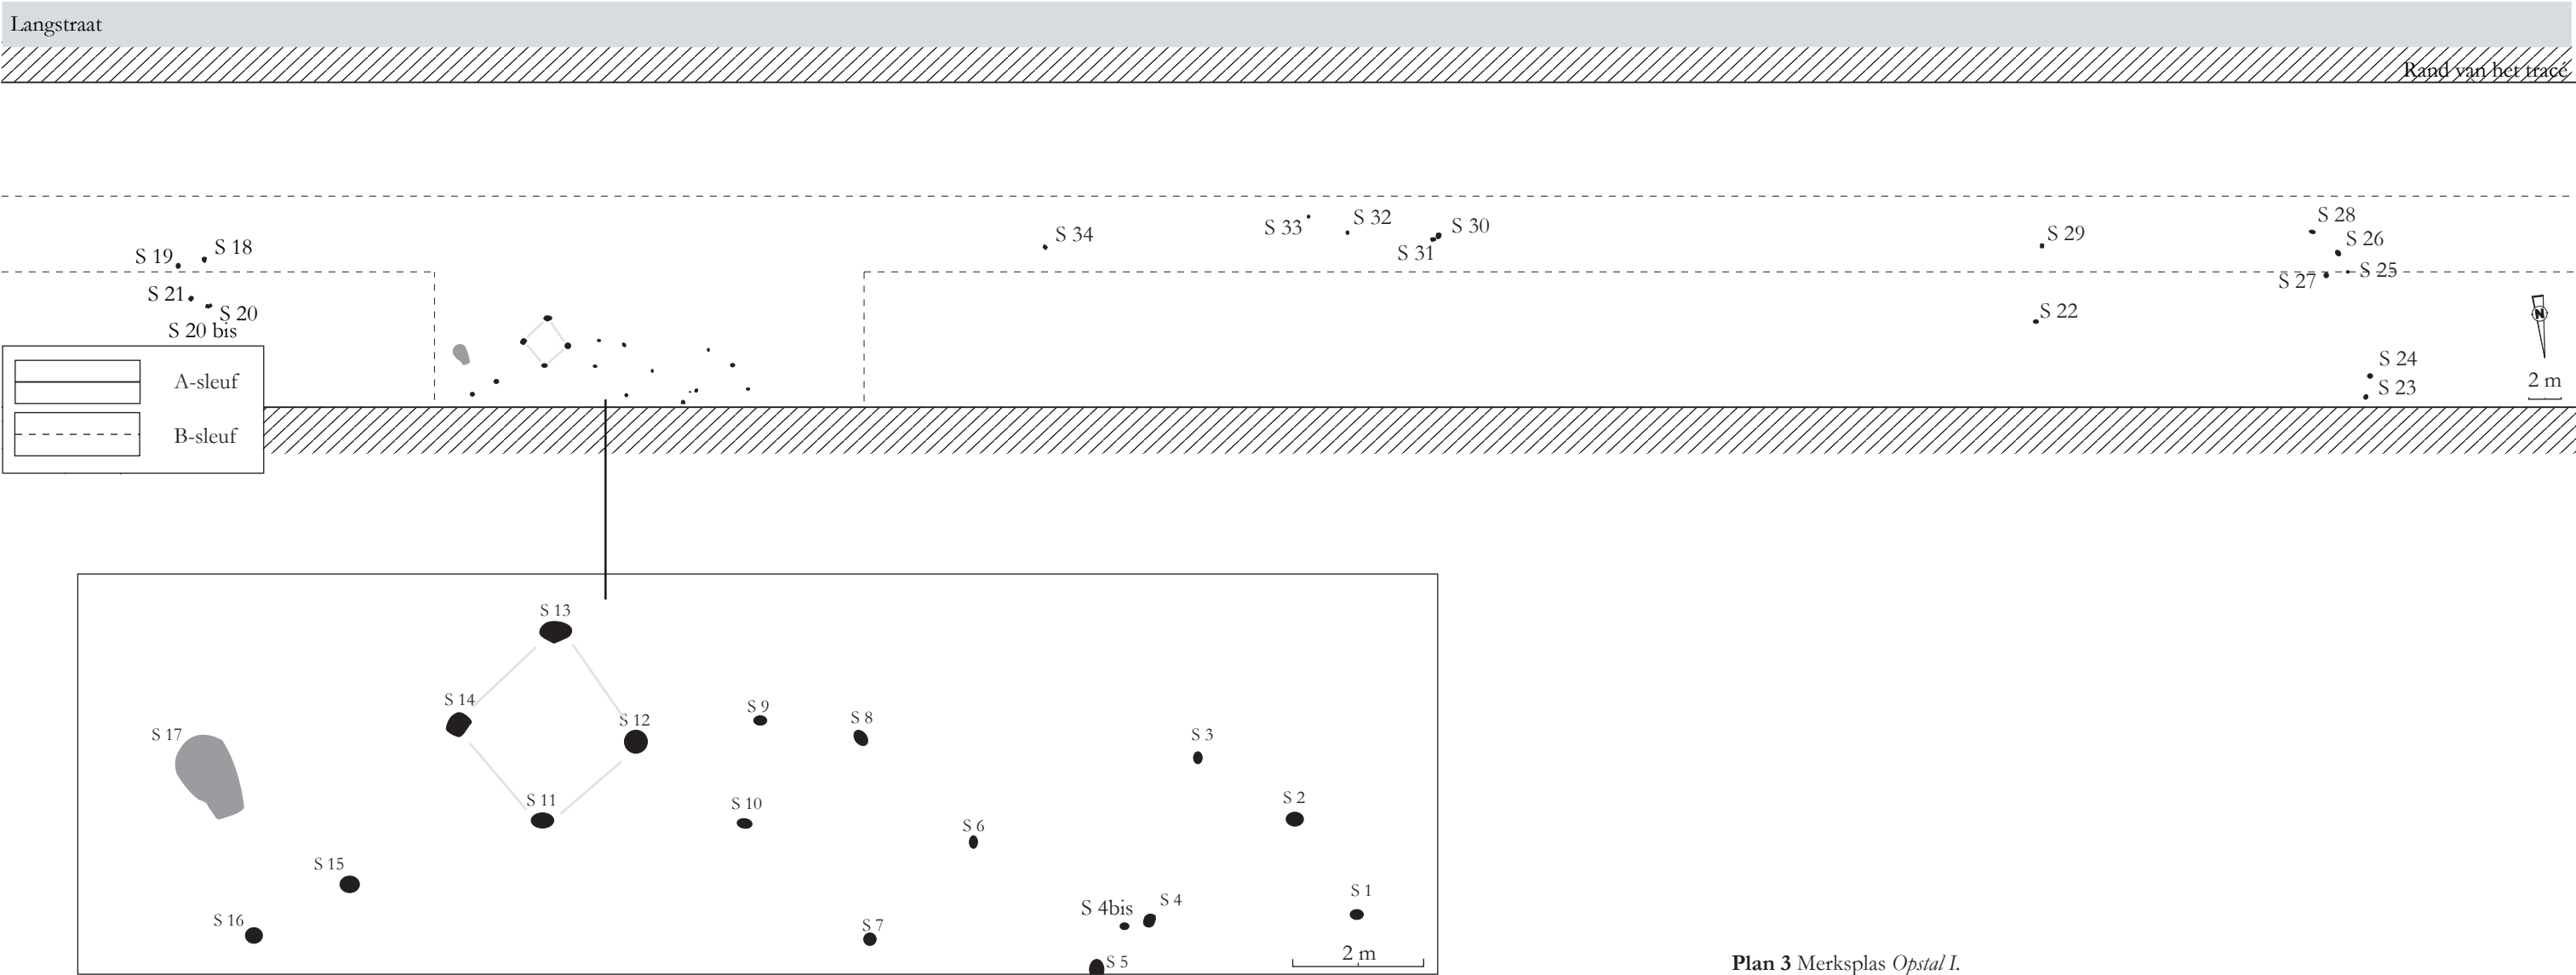 Langstraat
Rand van het tracé
S 28
S 33
S 32
S 30
S 34
S 29
S 26
S 19
S 18
S 31
S 25
S 27
S 21
S 20
S 22
N
S 20 bis
S 24
A-sleuf
2 m
S 23
B-sleuf
S 13
S 14
S 9
S 8
S 12
S 17
S 3
S 11
S 10
S 2
S 6
S 15
S 1
S 4
S 4bis
S 16
S 7
2 m
S 5
Plan 3 Merksplas Opstal I.